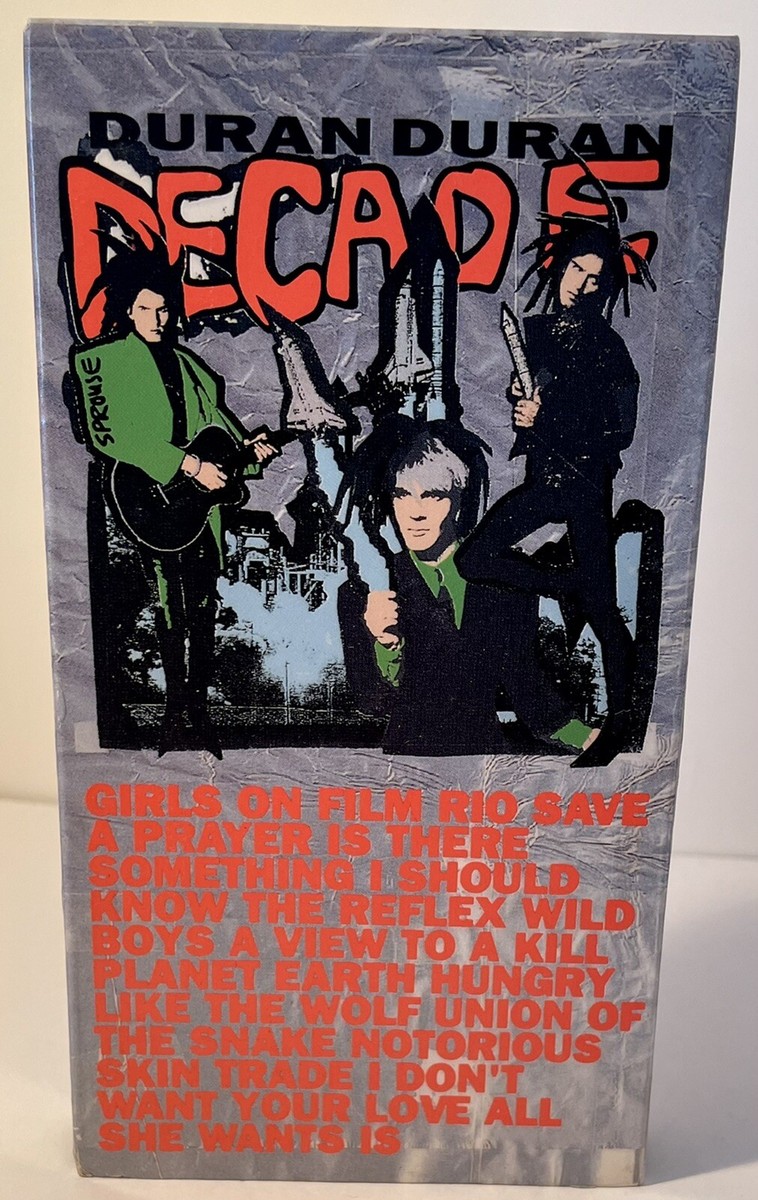 DURAN DURAN
DECADE
SPROUSE
GIRLS ON FILM RIO SAVE
A PRAYER IS THERE
SOMETHING I SHOULD
KNOW THE REFLEX WILD
BOYS A VIEW TO A KILL
PLANET EARTH HUNGRY
LIKE THE WOLF UNION OF
THE SNAKE NOTORIOUS
SKIN TRADE I DON'T
WANT YOUR LOVE ALL
SHE WANTS IS